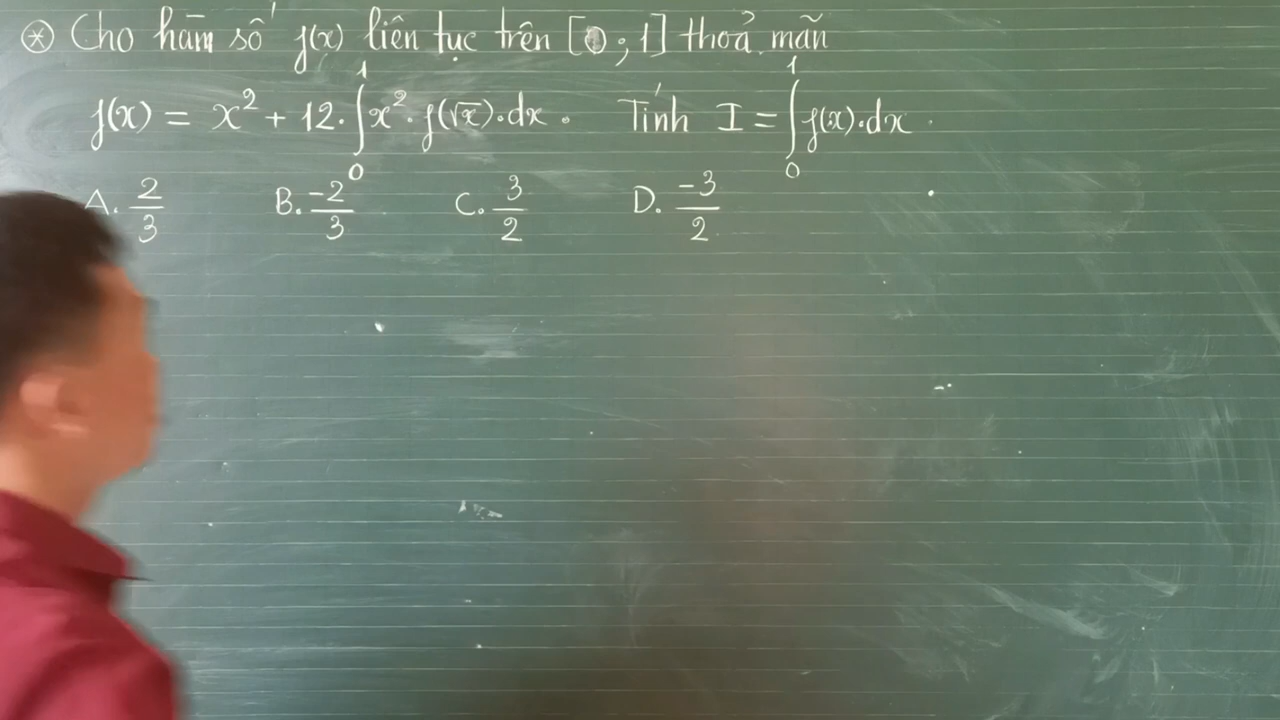 ⊛ Cho hàm số f(x) liên tục trên [0;1] thoả mãn
f(x) = x² + 12.∫₀¹ x². f(√x).dx . Tính I = ∫₀¹ f(x).dx .
A. 2/3 B. -2/3 C. 3/2 D. -3/2